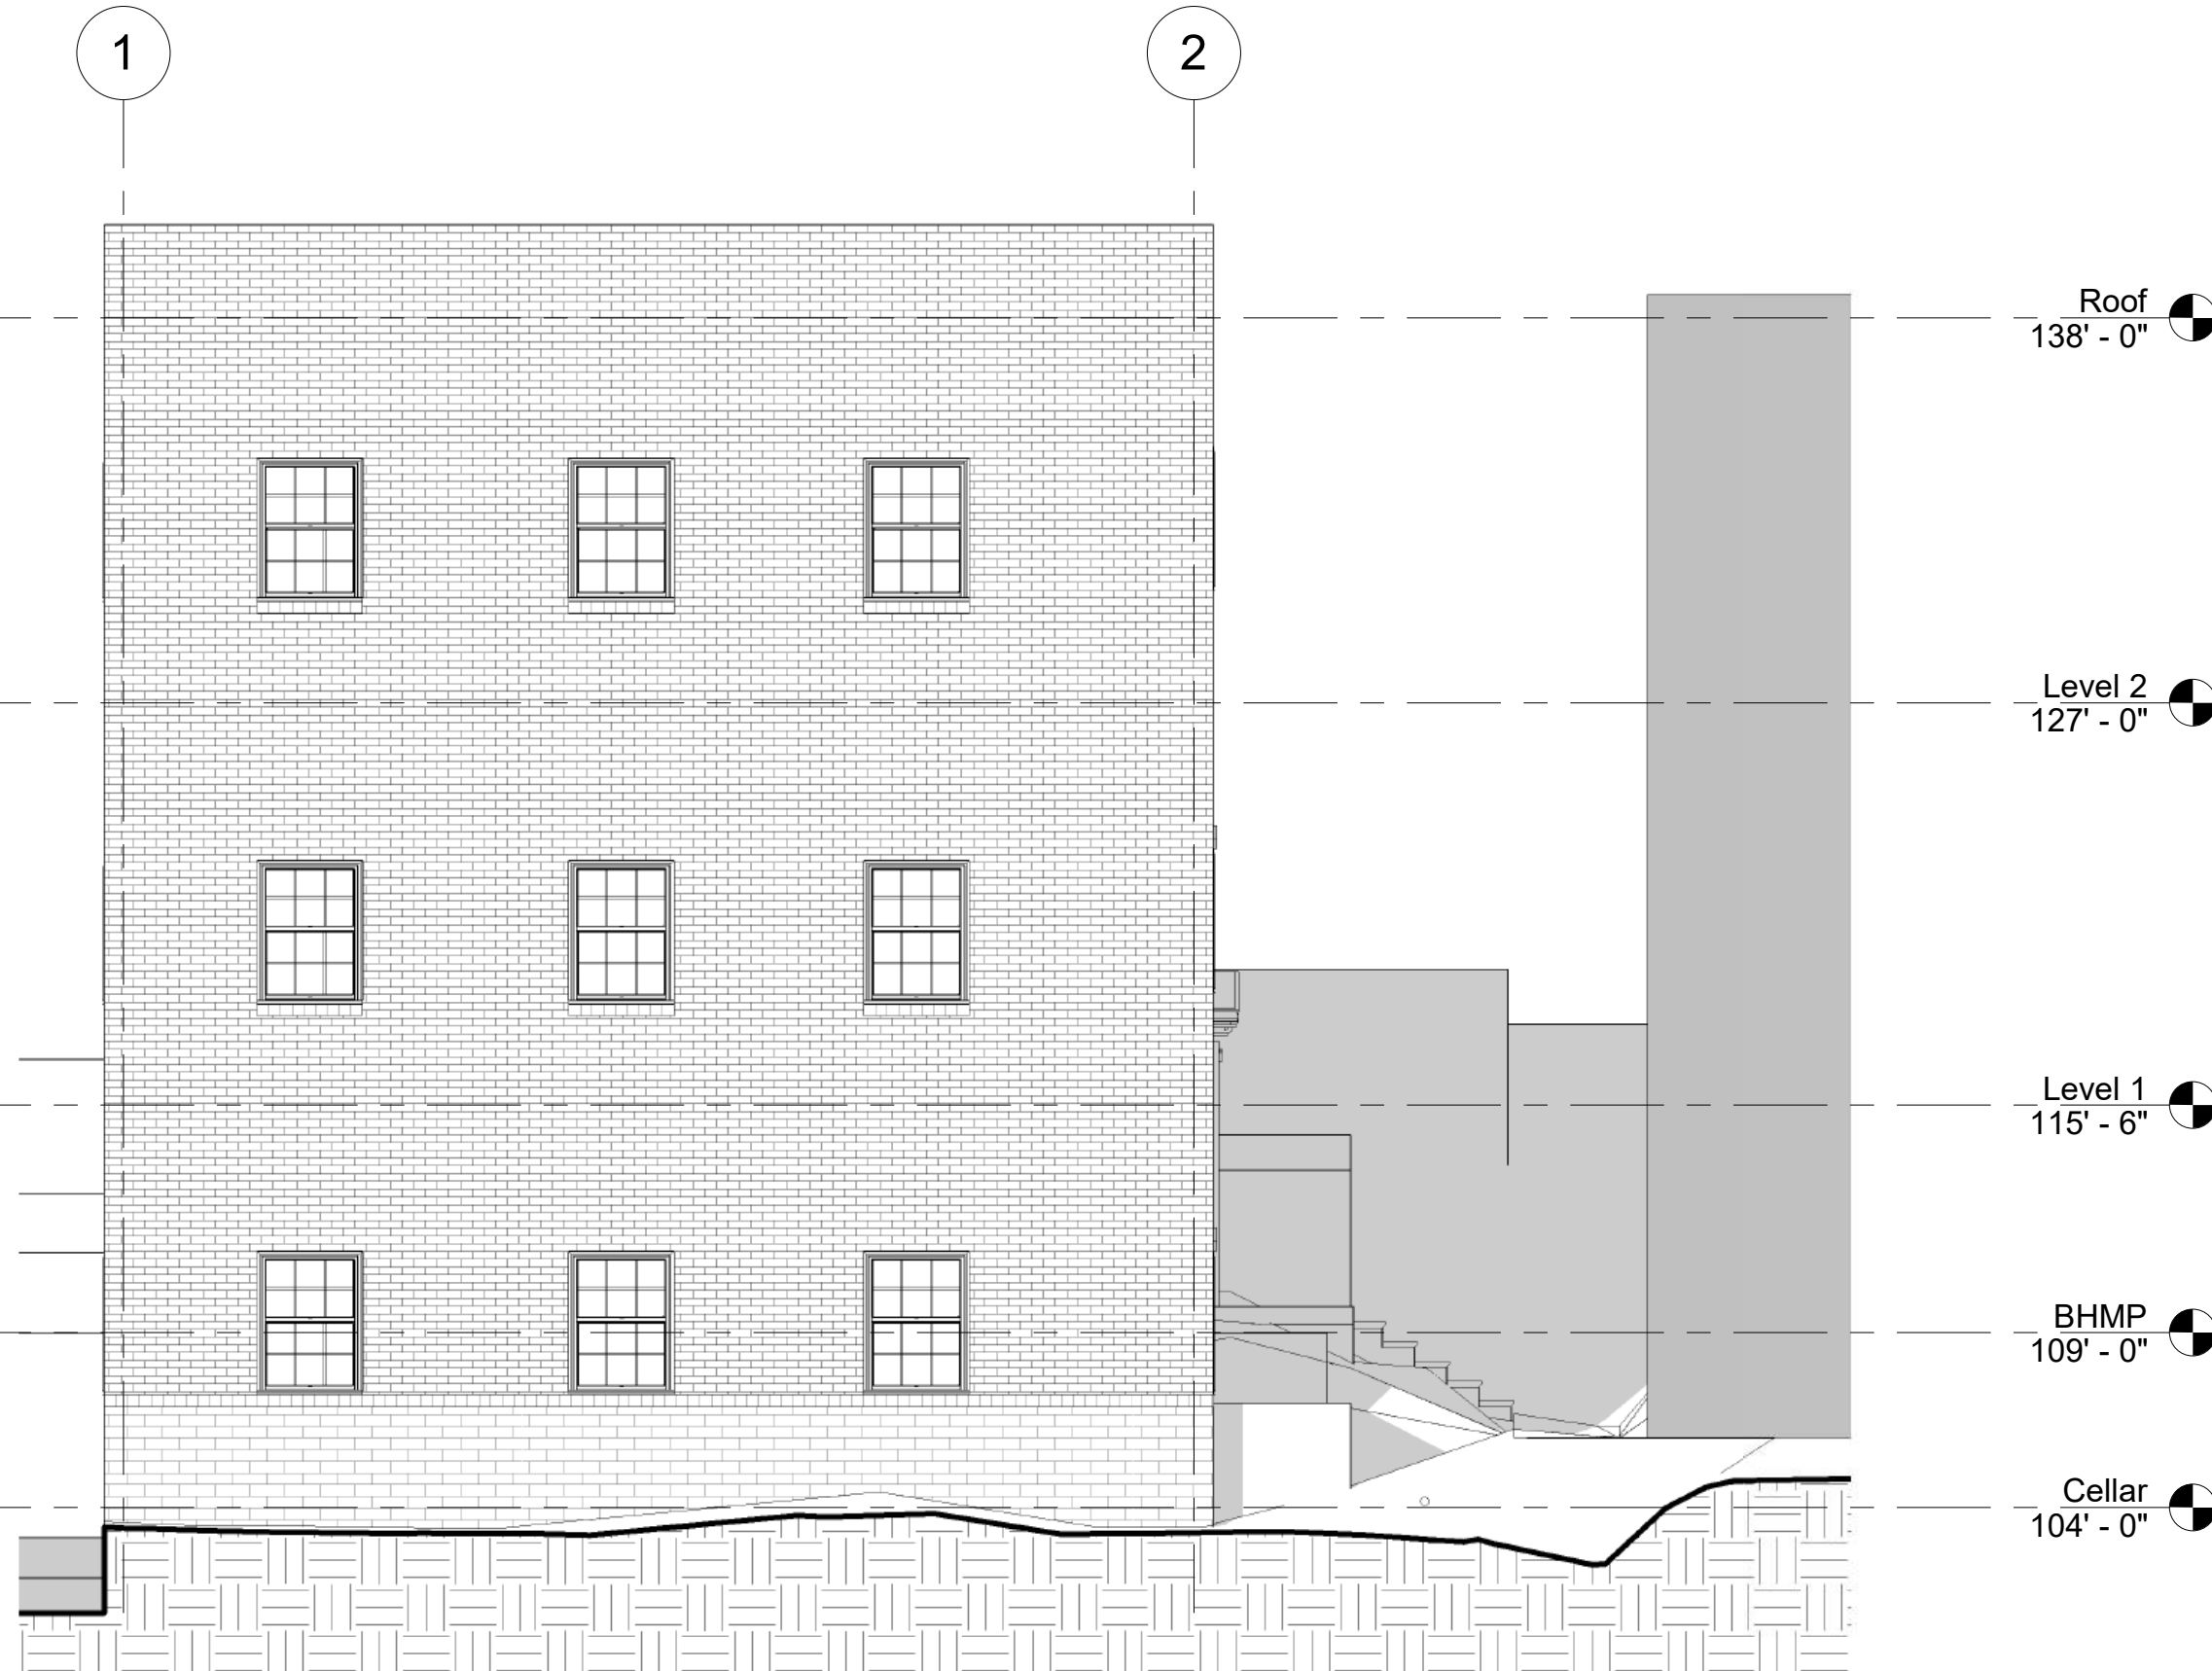 1
2
Roof
138' - 0"
Level 2
127' - 0"
Level 1
115' - 6"
BHMP
109' - 0"
Cellar
104' - 0"